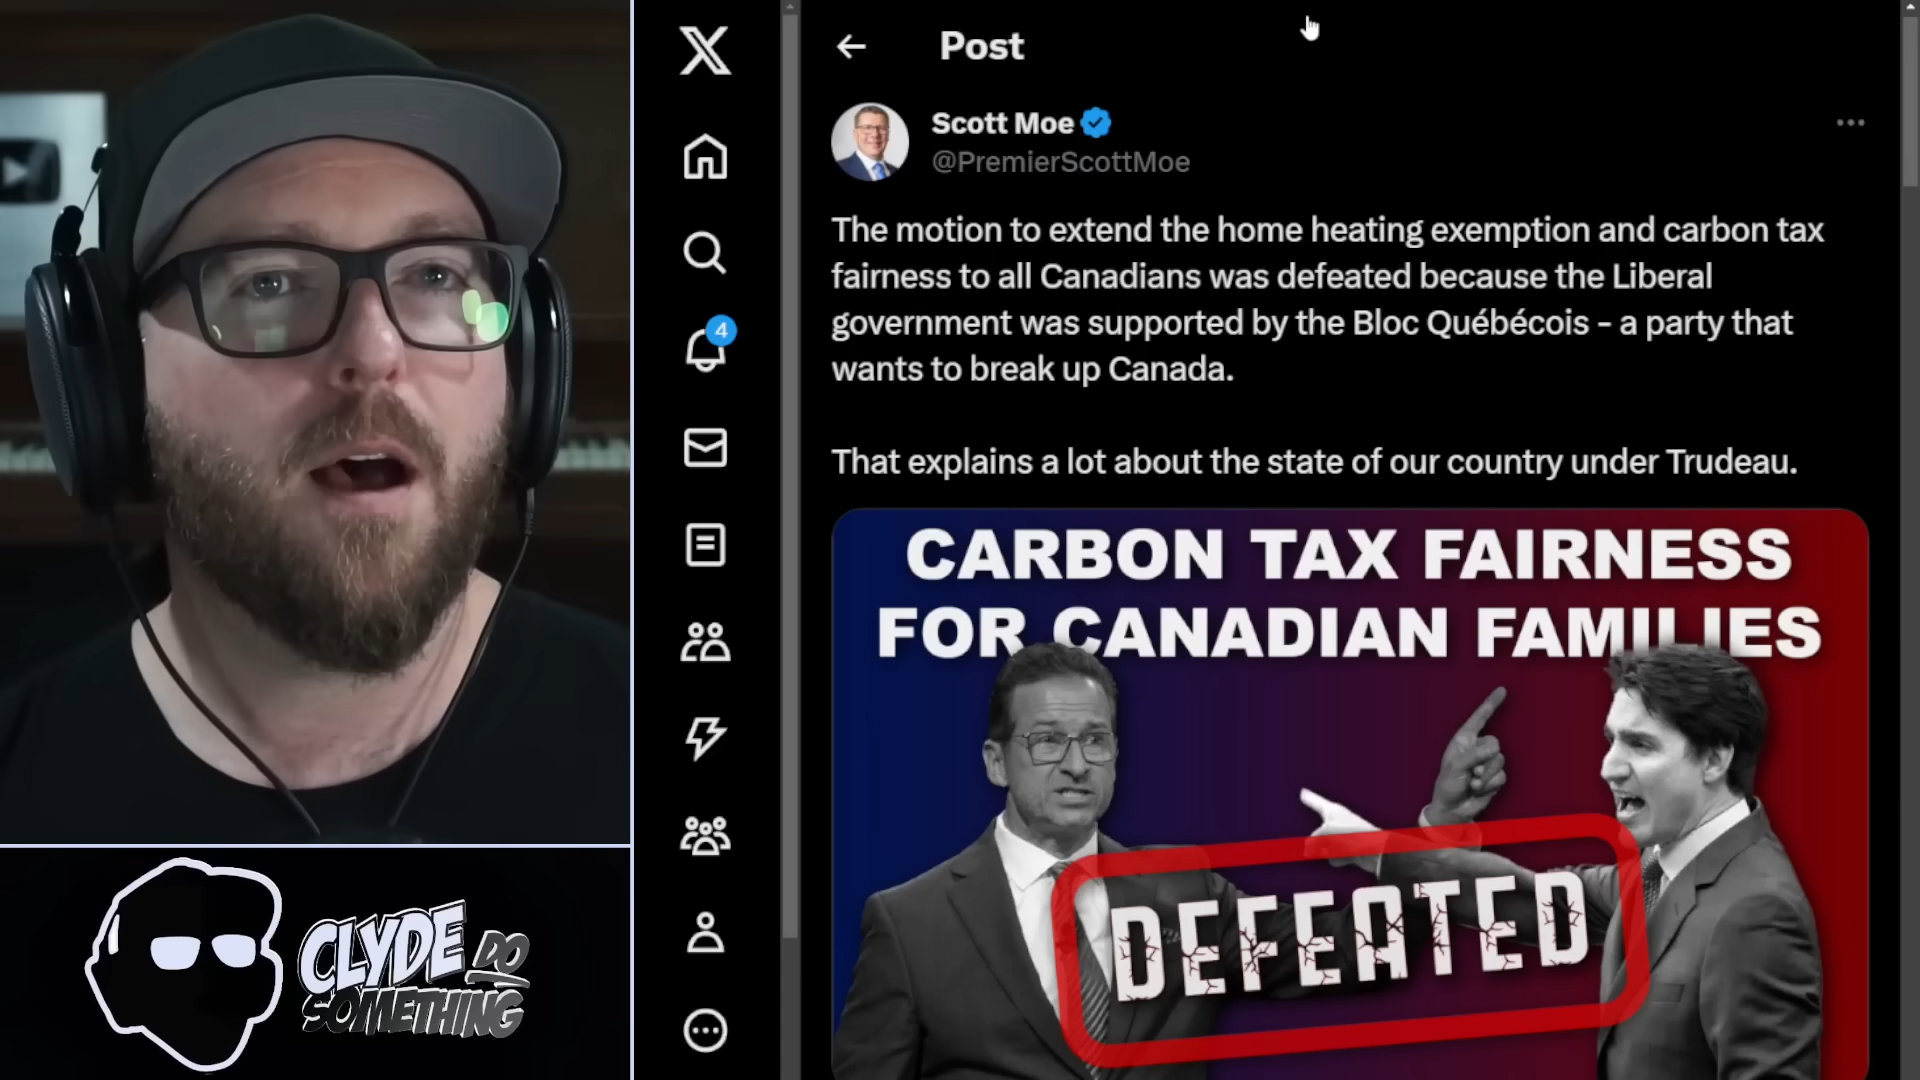 Post
Scott Moe
@PremierScottMoe
The motion to extend the home heating exemption and carbon tax
fairness to all Canadians was defeated because the Liberal
government was supported by the Bloc Québécois - a party that
wants to break up Canada.
That explains a lot about the state of our country under Trudeau.
4
CARBON TAX FAIRNESS
FOR CANADIAN FAMILIES
DEFEATED
CLYDE DO
SOMETHING